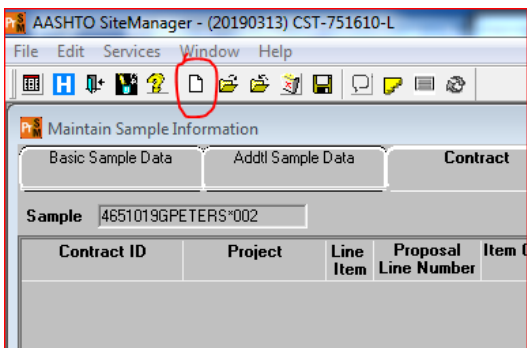 AASHTO SiteManager - (20190313) CST-751610-L
File Edit Services Window Help
Maintain Sample Information
Basic Sample Data Addtl Sample Data Contract
Sample 4651019GPETERS*002
Contract ID Project Line Item Proposal Line Number Item